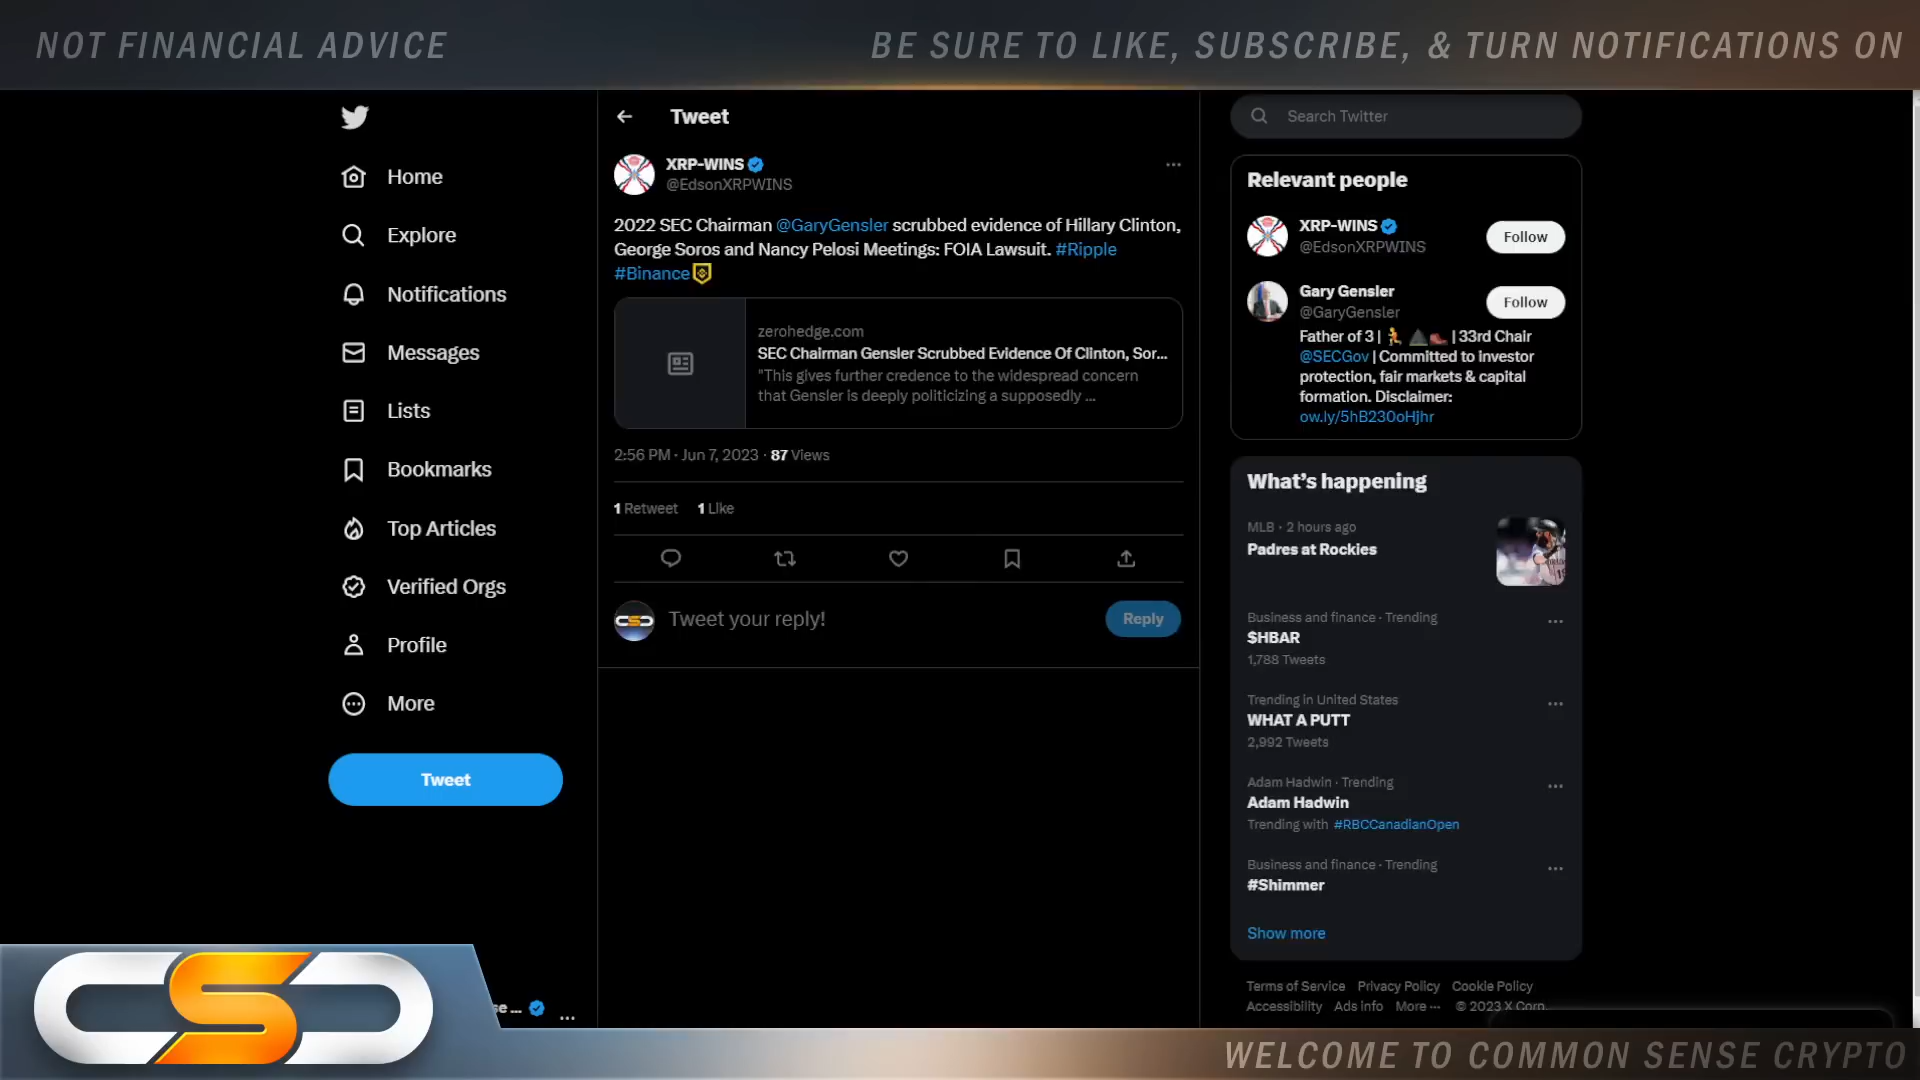 NOT FINANCIAL ADVICE
BE SURE TO LIKE, SUBSCRIBE, & TURN NOTIFICATIONS ON
Home
Explore
Notifications
Messages
Lists
Bookmarks
Top Articles
Verified Orgs
Profile
More
Tweet
se ...
Tweet
XRP-WINS
@EdsonXRPWINS
2022 SEC Chairman @GaryGensler scrubbed evidence of Hillary Clinton,
George Soros and Nancy Pelosi Meetings: FOIA Lawsuit. #Ripple
#Binance
zerohedge.com
SEC Chairman Gensler Scrubbed Evidence Of Clinton, Sor...
"This gives further credence to the widespread concern
that Gensler is deeply politicizing a supposedly ...
2:56 PM · Jun 7, 2023 · 87 Views
1 Retweet 1 Like
CSC
Tweet your reply!
Reply
Search Twitter
Relevant people
XRP-WINS
@EdsonXRPWINS
Follow
Gary Gensler
@GaryGensler
Follow
Father of 3 | | 33rd Chair
@SECGov | Committed to investor
protection, fair markets & capital
formation. Disclaimer:
ow.ly/5hB230oHjhr
What's happening
MLB · 2 hours ago
Padres at Rockies
Business and finance · Trending
$HBAR
1,788 Tweets
Trending in United States
WHAT A PUTT
2,992 Tweets
Adam Hadwin · Trending
Adam Hadwin
Trending with #RBCCanadianOpen
Business and finance · Trending
#Shimmer
Show more
Terms of Service Privacy Policy Cookie Policy
Accessibility Ads info More ··· © 2023 X Corp.
CSC
WELCOME TO COMMON SENSE CRYPTO